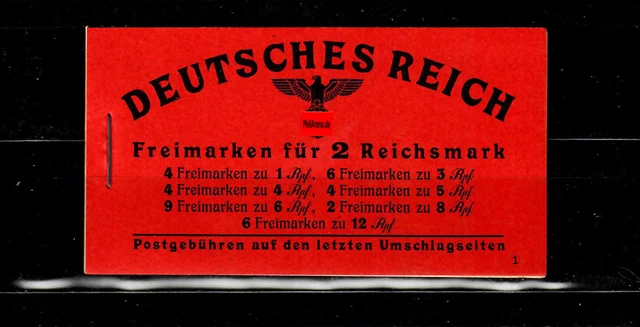 DEUTSCHES REICH
PhilArena.de
Freimarken für 2 Reichsmark
4 Freimarken zu 1 Rpf., 6 Freimarken zu 3 Rpf.
4 Freimarken zu 4 Rpf., 4 Freimarken zu 5 Rpf.
9 Freimarken zu 6 Rpf., 2 Freimarken zu 8 Rpf.
6 Freimarken zu 12 Rpf.
Postgebühren auf den letzten Umschlagseiten
1